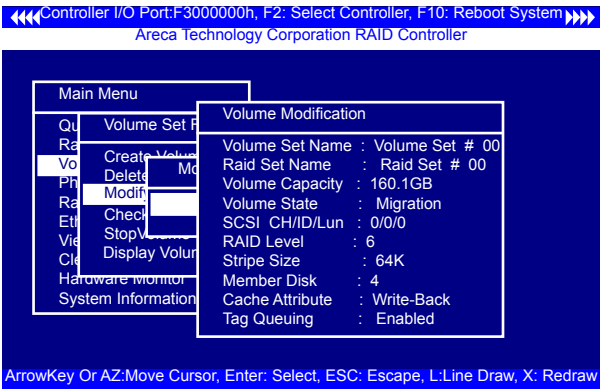 Controller I/O Port:F3000000h, F2: Select Controller, F10: Reboot System
Areca Technology Corporation RAID Controller
Main Menu
Volume Set
Create
Delete
Check
Display
Hardware Monitor
System Information
Volume Modification
Volume Set Name : Volume Set # 00
Raid Set Name : Raid Set # 00
Volume Capacity : 160.1GB
Volume State : Migration
SCSI CH/ID/Lun : 0/0/0
RAID Level : 6
Stripe Size : 64K
Member Disk : 4
Cache Attribute : Write-Back
Tag Queuing : Enabled
ArrowKey Or AZ:Move Cursor, Enter: Select, ESC: Escape, L:Line Draw, X: Redraw